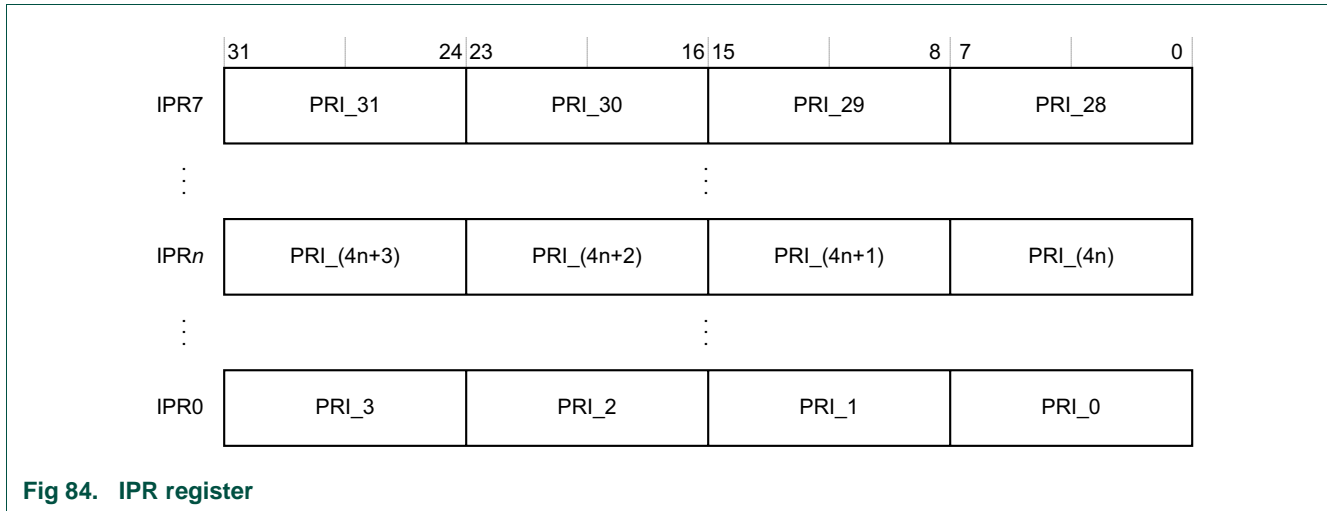 31 24 23 16 15 8 7 0
IPR7 PRI_31 PRI_30 PRI_29 PRI_28
IPRn PRI_(4n+3) PRI_(4n+2) PRI_(4n+1) PRI_(4n)
IPR0 PRI_3 PRI_2 PRI_1 PRI_0
Fig 84. IPR register